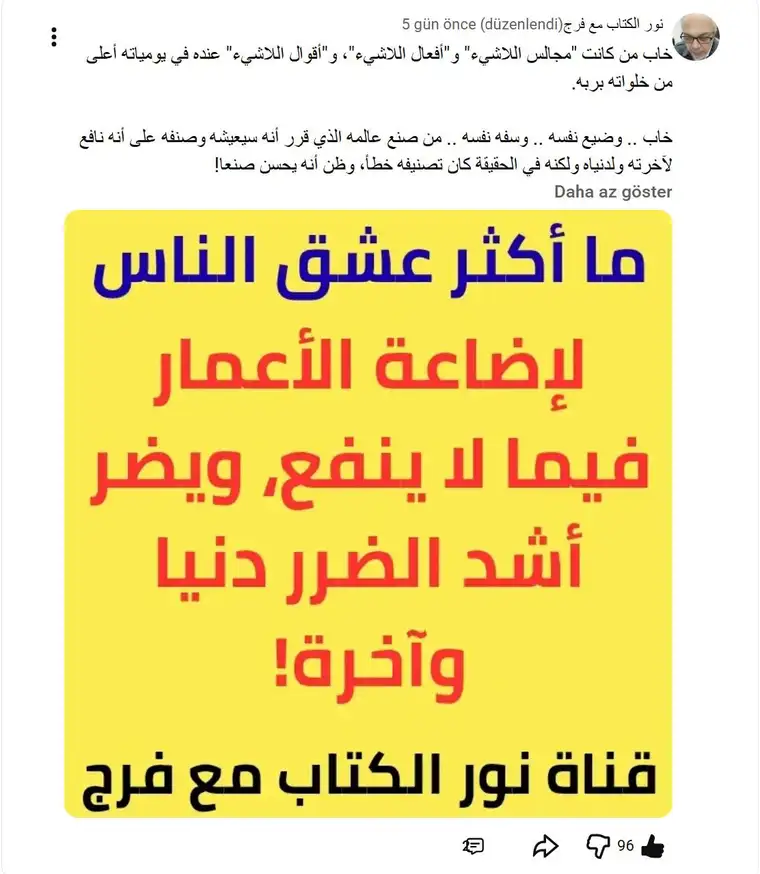 نور الكتاب مع فرج 5 gün önce (düzenlendi)
خاب من كانت "مجالس اللاشيء" و"أفعال اللاشيء"، و"أقوال اللاشيء" عنده في يومياته أعلى
من خلواته بربه.
خاب .. وضيع نفسه .. وسفه نفسه .. من صنع عالمه الذي قرر أنه سيعيشه وصنفه على أنه نافع
لآخرته ولدنياه ولكنه في الحقيقة كان تصنيفه خطأ، وظن أنه يحسن صنعا!
Daha az göster
ما أكثر عشق الناس
لإضاعة الأعمار
فيما لا ينفع، ويضر
أشد الضرر دنيا
وآخرة!
قناة نور الكتاب مع فرج
96
2